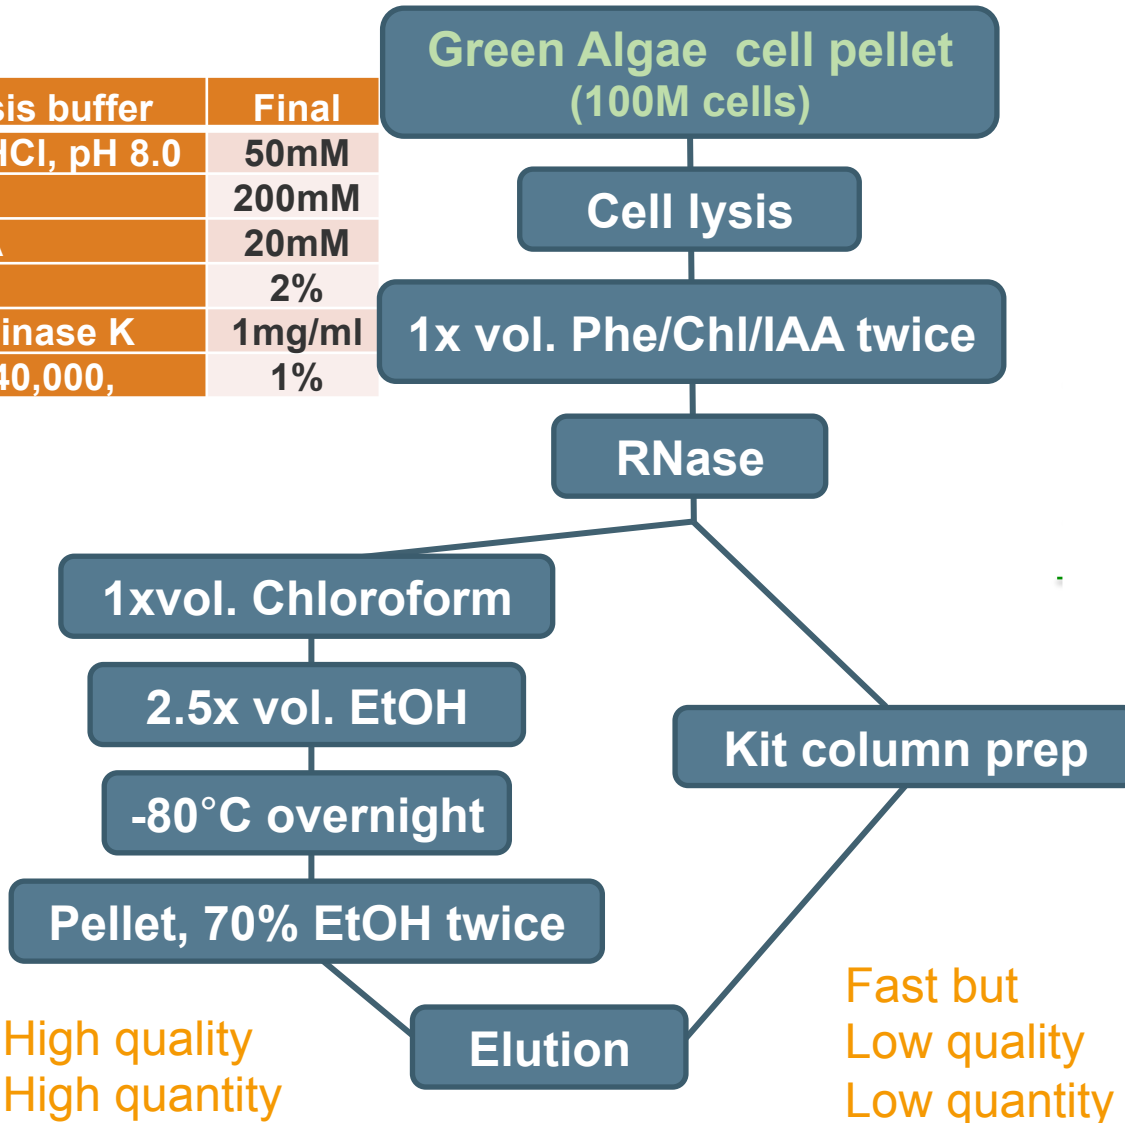 Green Algae cell pellet
(100M cells)
sis buffer Final
HCl, pH 8.0 50mM
200mM
20mM
2%
inase K 1mg/ml
40,000, 1%
Cell lysis
1x vol. Phe/Chl/IAA twice
RNase
1xvol. Chloroform
2.5x vol. EtOH
-80°C overnight
Pellet, 70% EtOH twice
Kit column prep
Elution
High quality
High quantity
Fast but
Low quality
Low quantity